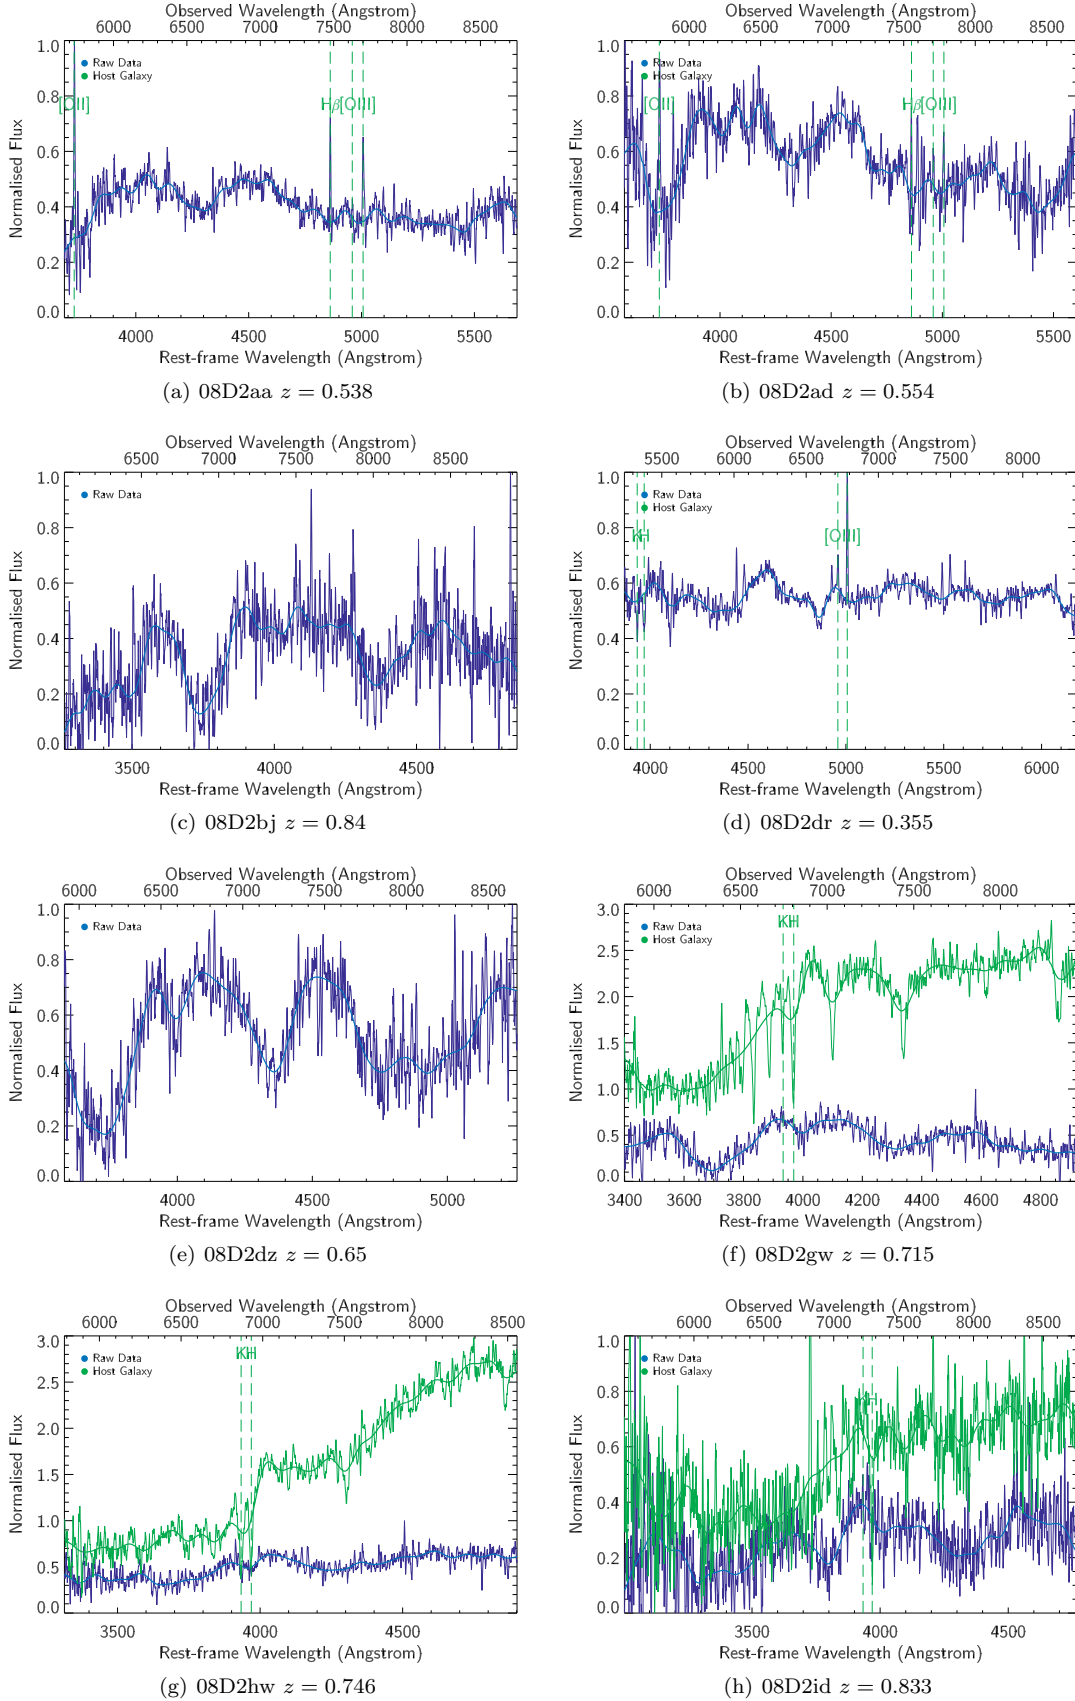 Observed Wavelength (Angstrom)
5800 6000 6500 7000 7500 8000 8500
Normalised Flux
1.0
0.8
0.6
0.4
0.2
0.0
Raw Data
Host Galaxy
[OII]
Hβ[OIII]
4000 4500 5000 5500
Rest-frame Wavelength (Angstrom)
(a) 08D2aa z = 0.538
Observed Wavelength (Angstrom)
6000 6500 7000 7500 8000 8500
Normalised Flux
1.0
0.8
0.6
0.4
0.2
0.0
Raw Data
Host Galaxy
[OII]
Hβ[OIII]
4000 4500 5000 5500
Rest-frame Wavelength (Angstrom)
(b) 08D2ad z = 0.554
Observed Wavelength (Angstrom)
6500 7000 7500 8000 8500
Normalised Flux
1.0
0.8
0.6
0.4
0.2
0.0
Raw Data
3500 4000 4500
Rest-frame Wavelength (Angstrom)
(c) 08D2bj z = 0.84
Observed Wavelength (Angstrom)
5500 6000 6500 7000 7500 8000
Normalised Flux
1.0
0.8
0.6
0.4
0.2
0.0
Raw Data
Host Galaxy
KH
[OIII]
4000 4500 5000 5500 6000
Rest-frame Wavelength (Angstrom)
(d) 08D2dr z = 0.355
Observed Wavelength (Angstrom)
6000 6500 7000 7500 8000 8500
Normalised Flux
1.0
0.8
0.6
0.4
0.2
0.0
Raw Data
4000 4500 5000
Rest-frame Wavelength (Angstrom)
(e) 08D2dz z = 0.65
Observed Wavelength (Angstrom)
6000 6500 7000 7500 8000
Normalised Flux
3.0
2.5
2.0
1.5
1.0
0.5
0.0
Raw Data
Host Galaxy
KH
3400 3600 3800 4000 4200 4400 4600 4800
Rest-frame Wavelength (Angstrom)
(f) 08D2gw z = 0.715
Observed Wavelength (Angstrom)
6000 6500 7000 7500 8000 8500
Normalised Flux
3.0
2.5
2.0
1.5
1.0
0.5
0.0
Raw Data
Host Galaxy
KH
3500 4000 4500
Rest-frame Wavelength (Angstrom)
(g) 08D2hw z = 0.746
Observed Wavelength (Angstrom)
6000 6500 7000 7500 8000 8500
Normalised Flux
1.0
0.8
0.6
0.4
0.2
0.0
Raw Data
Host Galaxy
3500 4000 4500
Rest-frame Wavelength (Angstrom)
(h) 08D2id z = 0.833